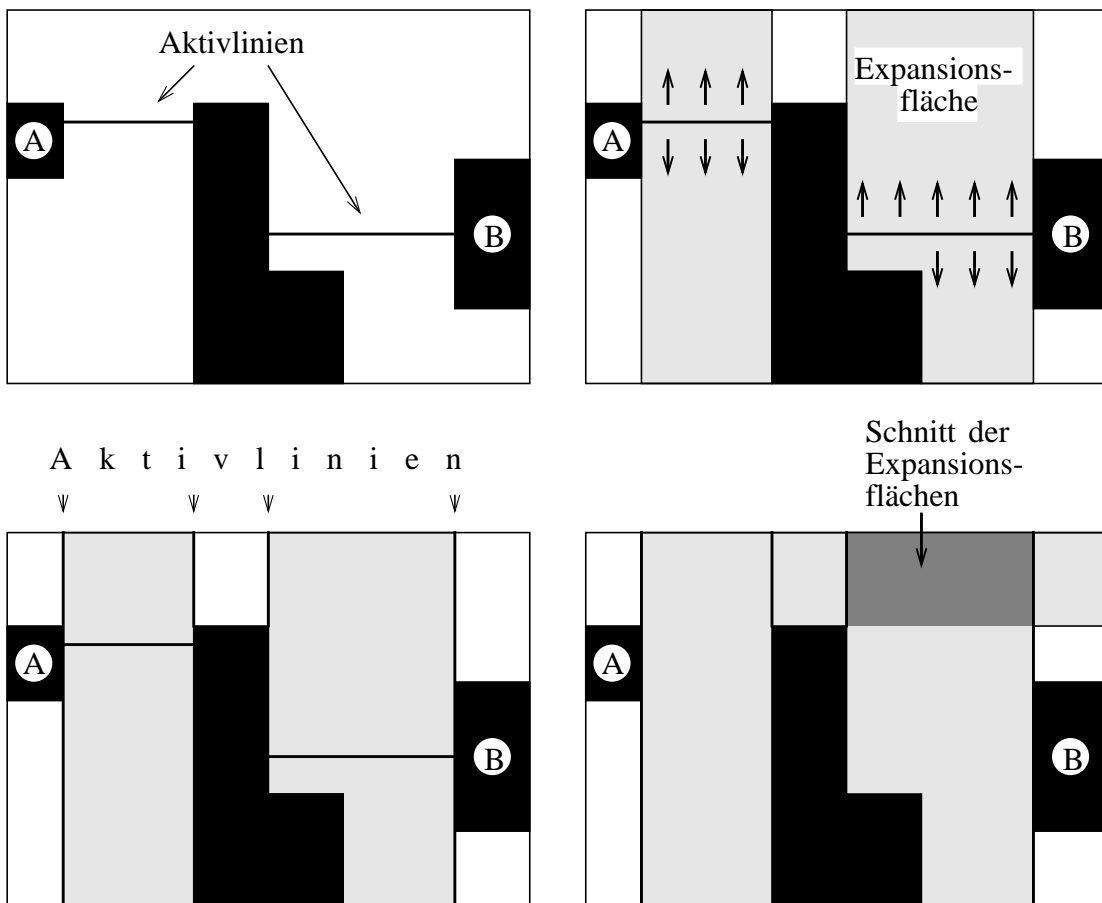 Aktivlinien
A
B
Expansions-
fläche
A
B
A k t i v l i n i e n
A
B
Schnitt der
Expansions-
flächen
A
B